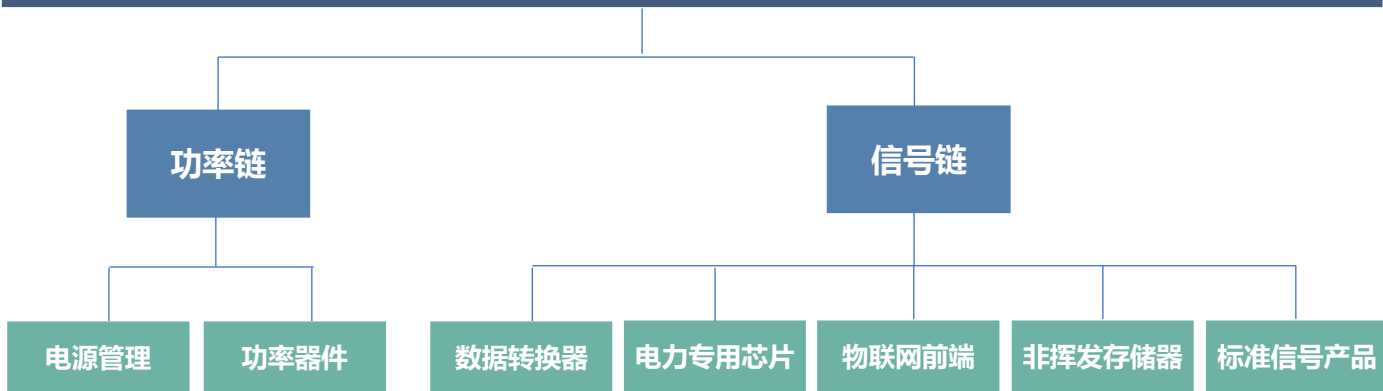 功率链
信号链
电源管理
功率器件
数据转换器
电力专用芯片
物联网前端
非挥发存储器
标准信号产品